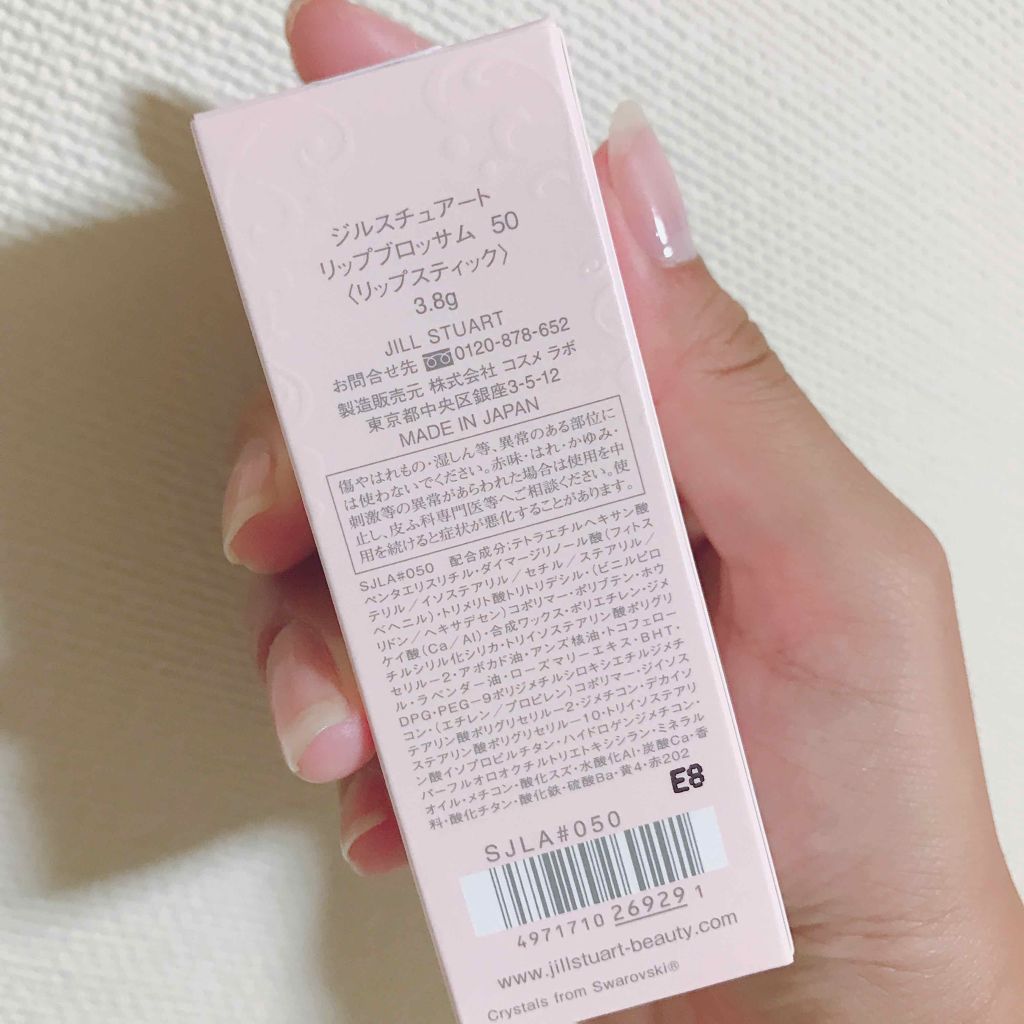 ジルスチュアート
リップブロッサム 50
〈リップスティック〉
3.8g
JILL STUART
お問合せ先 0120-878-652
製造販売元 株式会社 コスメ ラボ
東京都中央区銀座3-5-12
MADE IN JAPAN
傷やはれもの・湿しん等、異常のある部位に
は使わないでください。赤味・はれ・かゆみ・
刺激等の異常があらわれた場合は使用を中
止し、皮ふ科専門医等へご相談ください。使
用を続けると症状が悪化することがあります。
SJLA#050 配合成分:テトラエチルヘキサン酸
ペンタエリスリチル・ダイマージリノール酸(フィトス
テリル/イソステアリル/セチル/ステアリル/
ベヘニル)・トリメリト酸トリトリデシル・(ビニルピロ
リドン/ヘキサデセン)コポリマー・ポリブテン・ホウ
ケイ酸(Ca/Al)・合成ワックス・ポリエチレン・ジメ
チルシリル化シリカ・トリイソステアリン酸ポリグリ
セリル-2・アボカド油・アンズ核油・トコフェロー
ル・ラベンダー油・ローズマリーエキス・BHT・
DPG・PEG-9ポリジメチルシロキシエチルジメチ
コン・(エチレン/プロピレン)コポリマー・ジイソス
テアリン酸ポリグリセリル-2・ジメチコン・デカイソ
ステアリン酸ポリグリセリル-10・トリイソステアリ
ン酸イソプロピルチタン・ハイドロゲンジメチコン・
パーフルオロオクチルトリエトキシシラン・ミネラル
オイル・メチコン・酸化スズ・水酸化Al・炭酸Ca・香
料・酸化チタン・酸化鉄・硫酸Ba・黄4・赤202
E8
SJLA#050
4971710 269291
www.jillstuart-beauty.com
Crystals from Swarovski®